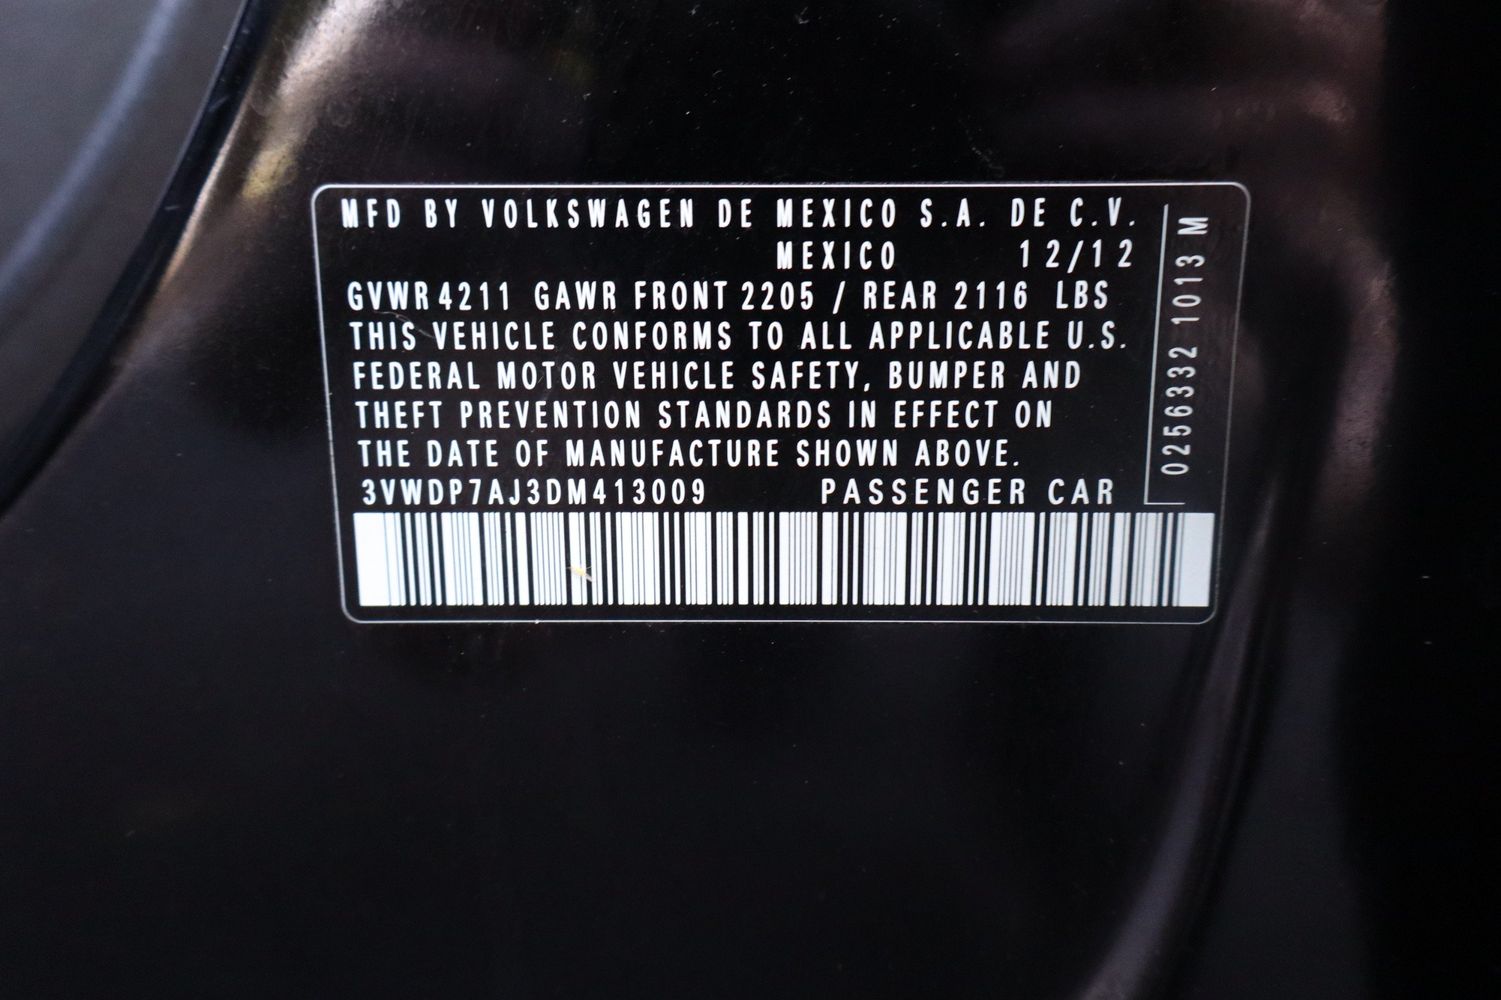 MFD BY VOLKSWAGEN DE MEXICO S.A. DE C.V.
MEXICO 12/12
GVWR 4211 GAWR FRONT 2205 / REAR 2116 LBS
THIS VEHICLE CONFORMS TO ALL APPLICABLE U.S.
FEDERAL MOTOR VEHICLE SAFETY, BUMPER AND
THEFT PREVENTION STANDARDS IN EFFECT ON
THE DATE OF MANUFACTURE SHOWN ABOVE.
3VWDP7AJ3DM413009 PASSENGER CAR
0256332 1013 M